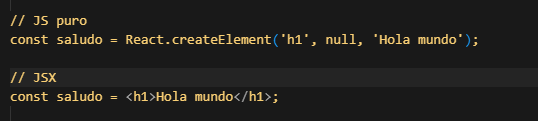 // JS puro
const saludo = React.createElement('h1', null, 'Hola mundo');
// JSX
const saludo = <h1>Hola mundo</h1>;